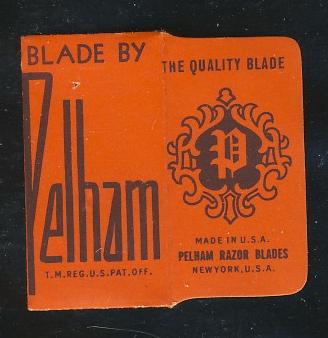 BLADE BY
Pelham
T.M.REG.U.S.PAT.OFF.
THE QUALITY BLADE
P
MADE IN U.S.A.
PELHAM RAZOR BLADES
NEW YORK, U.S.A.